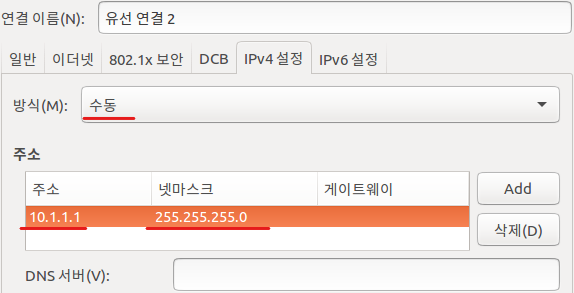 연결 이름(N): 유선 연결 2
일반 이더넷 802.1x 보안 DCB IPv4 설정 IPv6 설정
방식(M): 수동
주소
주소 넷마스크 게이트웨이 Add
10.1.1.1 255.255.255.0
삭제(D)
DNS 서버(V):